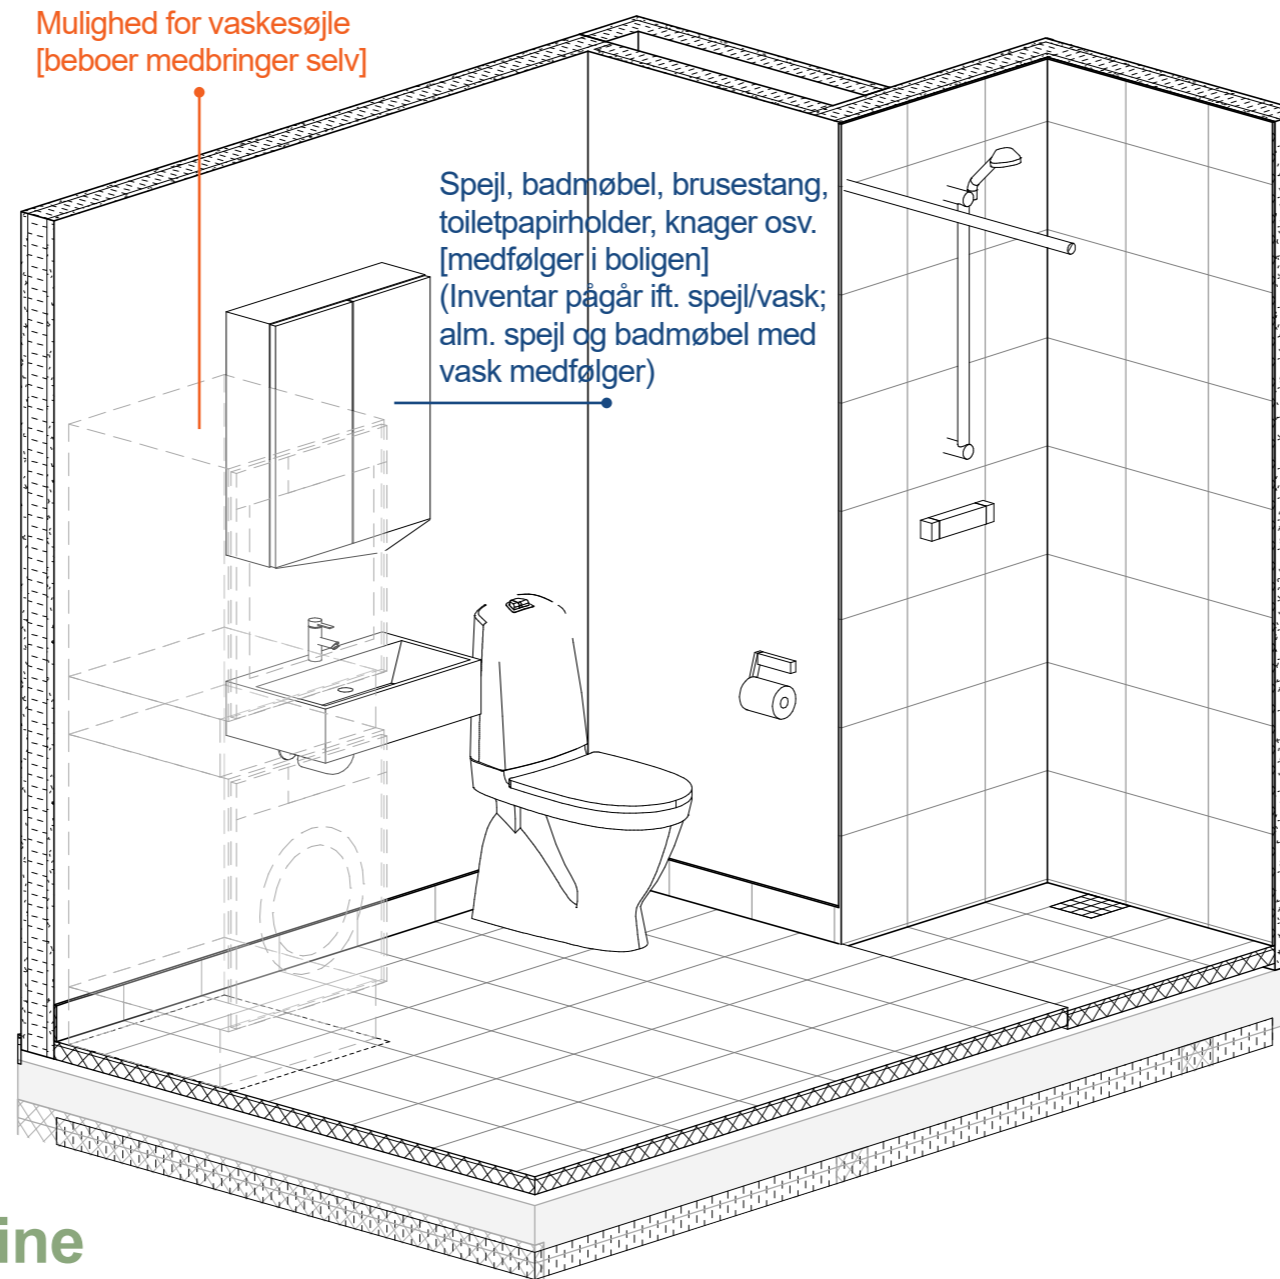 Mulighed for vaskesøjle
[beboer medbringer selv]
Spejl, badmøbel, brusestang,
toiletpapirholder, knager osv.
[medfølger i boligen]
(Inventar pågår ift. spejl/vask;
alm. spejl og badmøbel med
vask medfølger)
ine